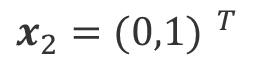 x₂ = (0,1) ᵀ